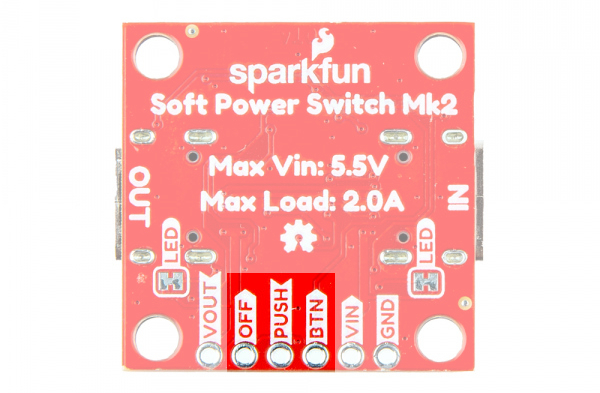 sparkfun
Soft Power Switch Mk2
Max Vin: 5.5V
Max Load: 2.0A
OUT
IN
LED
LED
VOUT
OFF
PUSH
BTN
VIN
GND